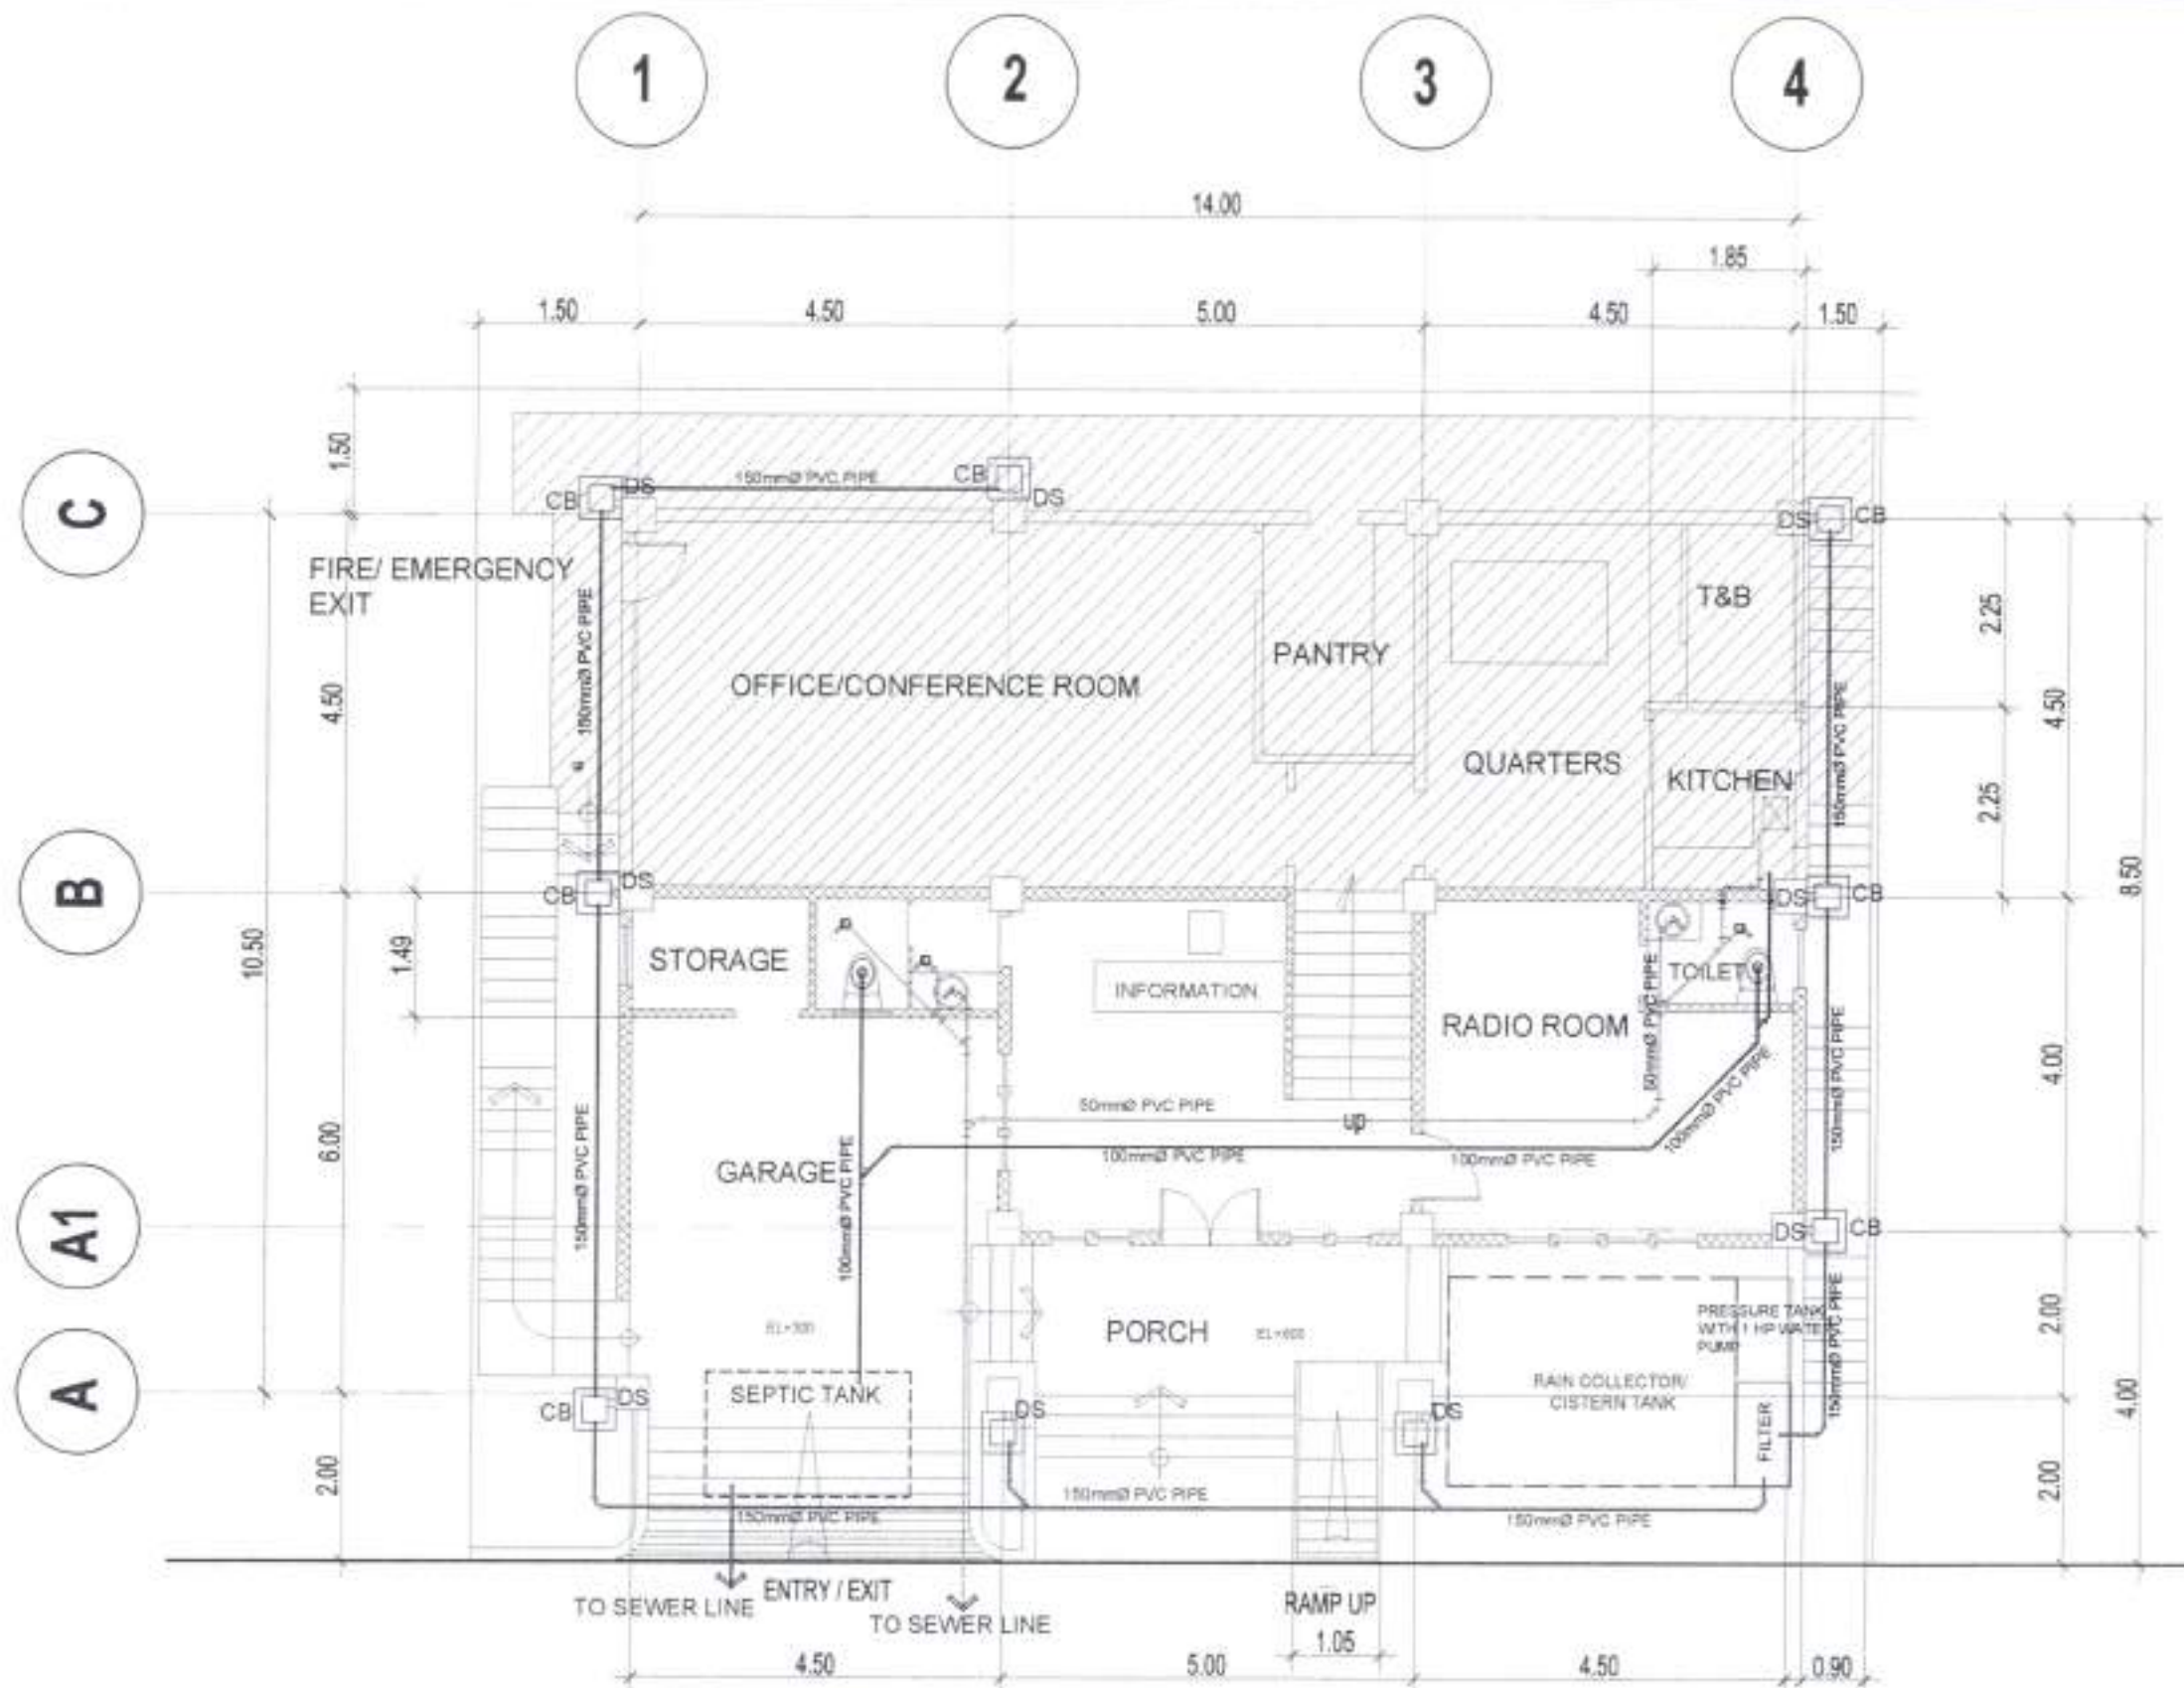 1
2
3
4
14.00
1.85
1.50
4.50
5.00
4.50
1.50
1.50
C
CB
DS
150mmØ PVC PIPE
CB
DS
DS
CB
FIRE/ EMERGENCY
EXIT
150mmØ PVC PIPE
T&B
2.25
PANTRY
OFFICE/CONFERENCE ROOM
4.50
4.50
150mmØ PVC PIPE
QUARTERS
KITCHEN
2.25
8.50
B
CB
DS
DS
CB
10.50
1.49
STORAGE
INFORMATION
TOILET
RADIO ROOM
50mmØ PVC PIPE
150mmØ PVC PIPE
4.00
6.00
150mmØ PVC PIPE
50mmØ PVC PIPE
up
100mmØ PVC PIPE
100mmØ PVC PIPE
100mmØ PVC PIPE
GARAGE
100mmØ PVC PIPE
A1
DS
CB
EL+300
PORCH
EL+600
PRESSURE TANK
WITH 1 HP WATER
PUMP
150mmØ PVC PIPE
2.00
A
SEPTIC TANK
RAIN COLLECTOR/
CISTERN TANK
FILTER
4.00
CB
DS
DS
DS
2.00
150mmØ PVC PIPE
150mmØ PVC PIPE
150mmØ PVC PIPE
2.00
ENTRY / EXIT
TO SEWER LINE
TO SEWER LINE
RAMP UP
1.05
4.50
5.00
4.50
0.90